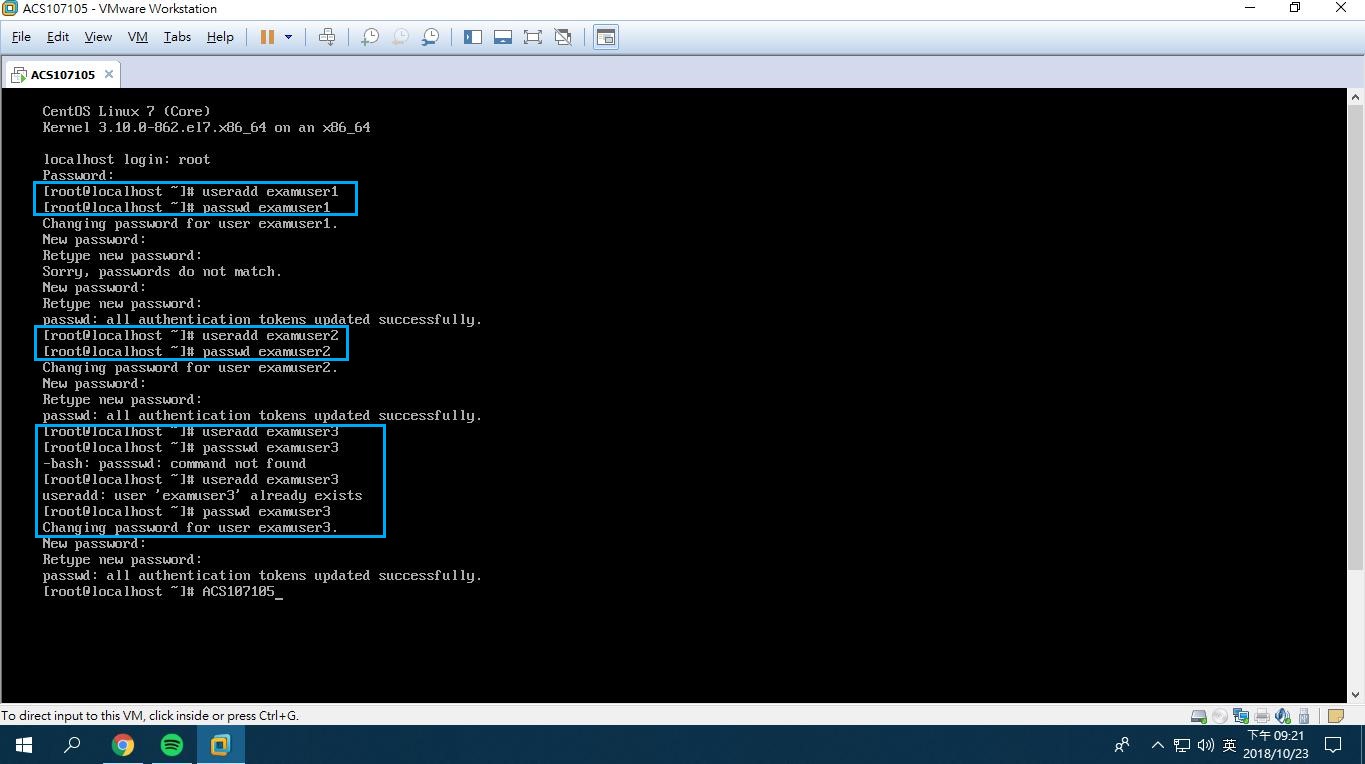 ACS107105 - VMware Workstation
File Edit View VM Tabs Help
ACS107105
CentOS Linux 7 (Core)
Kernel 3.10.0-862.el7.x86_64 on an x86_64
localhost login: root
Password:
[root@localhost ~]# useradd examuser1
[root@localhost ~]# passwd examuser1
Changing password for user examuser1.
New password:
Retype new password:
Sorry, passwords do not match.
New password:
Retype new password:
passwd: all authentication tokens updated successfully.
[root@localhost ~]# useradd examuser2
[root@localhost ~]# passwd examuser2
Changing password for user examuser2.
New password:
Retype new password:
passwd: all authentication tokens updated successfully.
[root@localhost ~]# useradd examuser3
[root@localhost ~]# passswd examuser3
-bash: passswd: command not found
[root@localhost ~]# useradd examuser3
useradd: user 'examuser3' already exists
[root@localhost ~]# passwd examuser3
Changing password for user examuser3.
New password:
Retype new password:
passwd: all authentication tokens updated successfully.
[root@localhost ~]# ACS107105_
To direct input to this VM, click inside or press Ctrl+G.
英
下午 09:21
2018/10/23